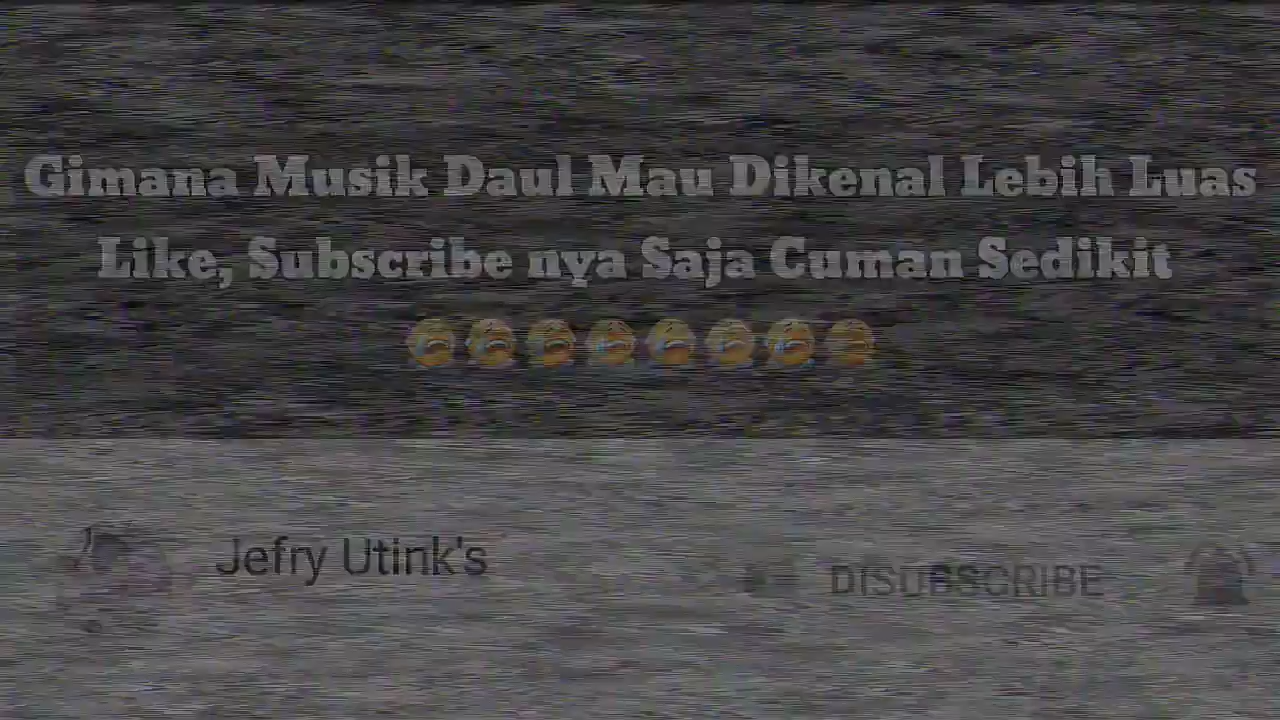 Gimana Musik Daul Mau Dikenal Lebih Luas
Like, Subscribe nya Saja Cuman Sedikit
😭😭😭😭😭😭😭😭
Jefry Utink's
DISUBSCRIBE